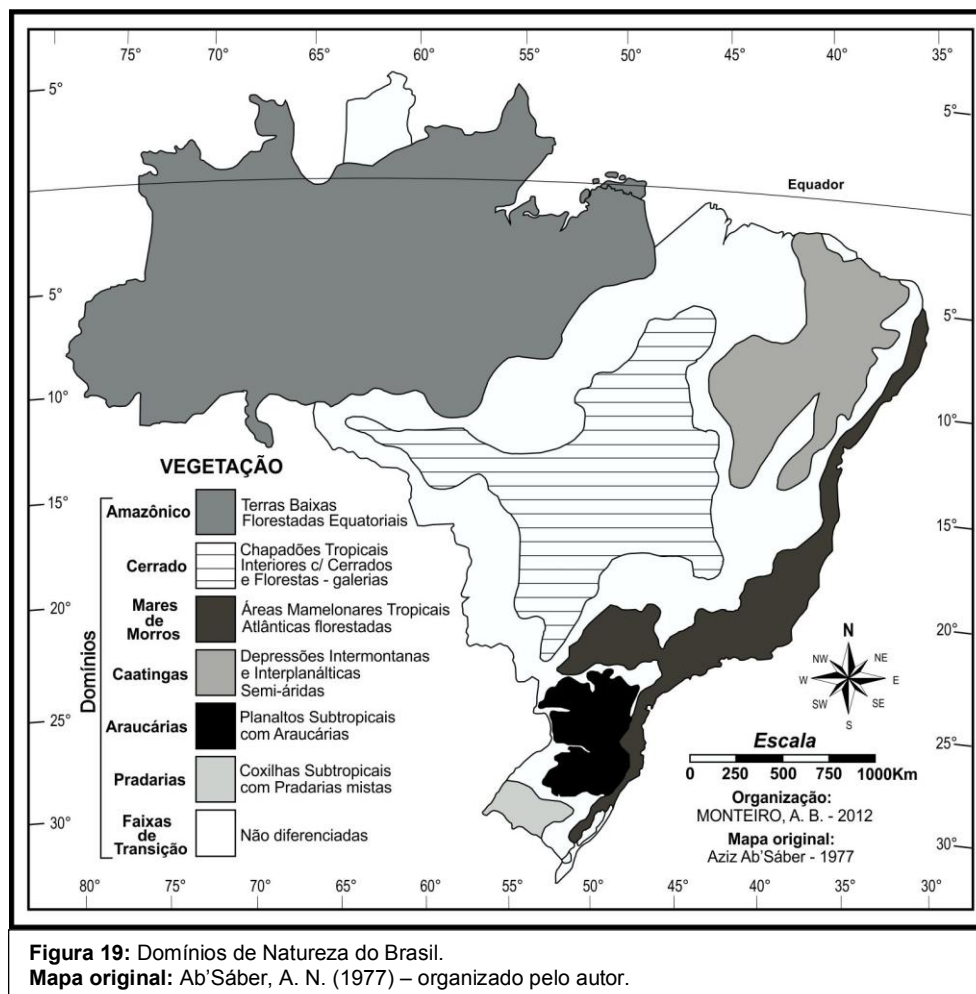 75° 70° 65° 60° 55° 50° 45° 40° 35°
5°
5°
Equador
5°
5°
10°
10°
15°
15°
20°
20°
25°
25°
30°
30°
VEGETAÇÃO
Domínios
Amazônico
Terras Baixas
Florestadas Equatoriais
Cerrado
Chapadões Tropicais
Interiores c/ Cerrados
e Florestas - galerias
Mares
de
Morros
Áreas Mamelonares Tropicais
Atlânticas florestadas
Caatingas
Depressões Intermontana
e Interplanálticas
Semi-áridas
Araucárias
Planaltos Subtropicais
com Araucárias
Pradarias
Coxilhas Subtropicais
com Pradarias mistas
Faixas
de
Transição
Não diferenciadas
N
NW NE
W E
SW SE
S
Escala
0 250 500 750 1000Km
Organização:
MONTEIRO, A. B. - 2012
Mapa original:
Aziz Ab'Sáber - 1977
80° 75° 70° 65° 60° 55° 50° 45° 40° 35° 30°
Figura 19: Domínios de Natureza do Brasil.
Mapa original: Ab'Sáber, A. N. (1977) – organizado pelo autor.